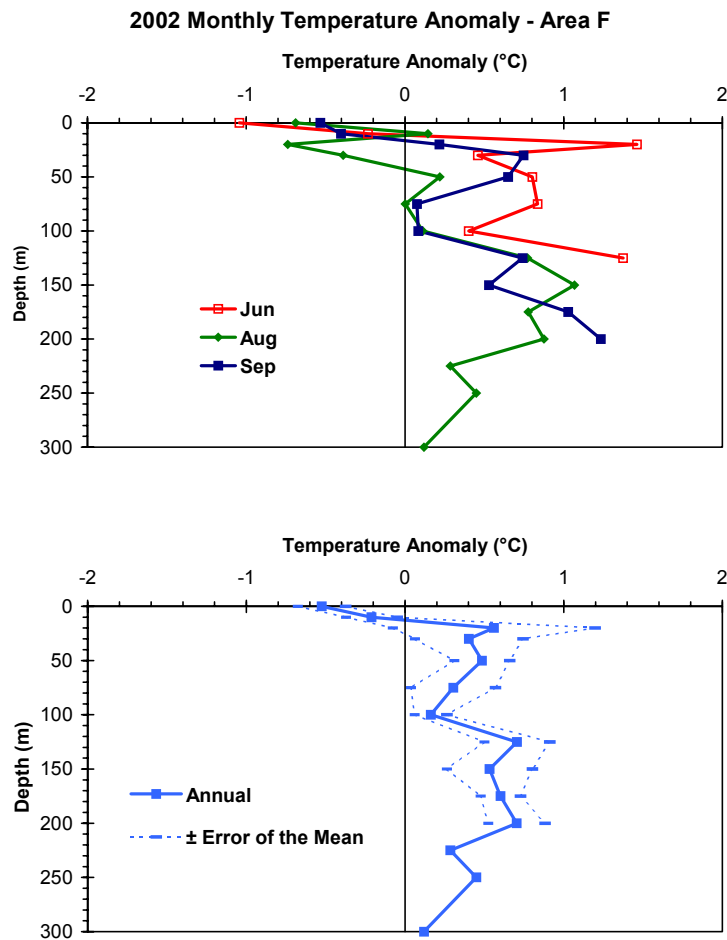 2002 Monthly Temperature Anomaly - Area F
Temperature Anomaly (°C)
-2 -1 0 1 2
0
50
100
150
200
250
300
Depth (m)
Jun
Aug
Sep
Temperature Anomaly (°C)
-2 -1 0 1 2
0
50
100
150
200
250
300
Depth (m)
Annual
± Error of the Mean